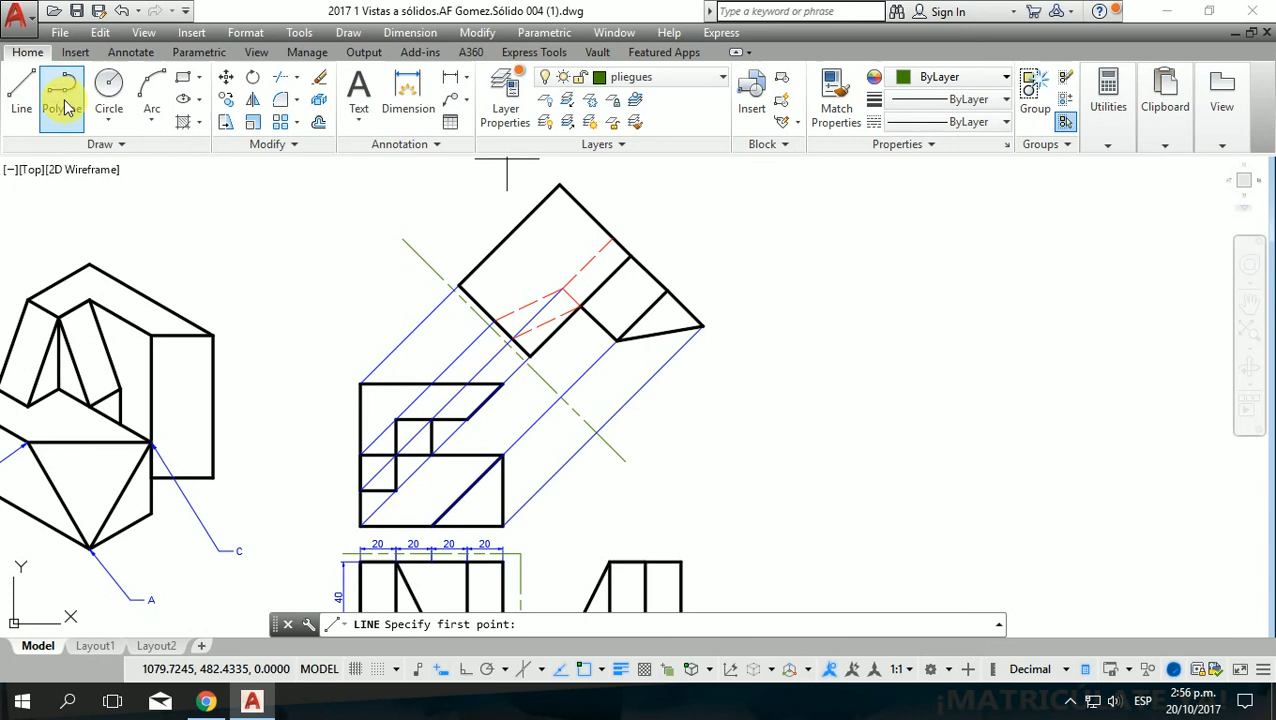 2017 1 Vistas a sólidos.AF Gomez.Sólido 004 (1).dwg
Type a keyword or phrase
Sign In
File Edit View Insert Format Tools Draw Dimension Modify Parametric Window Help Express
Home Insert Annotate Parametric View Manage Output Add-ins A360 Express Tools Vault Featured Apps
pliegues
ByLayer
ByLayer
ByLayer
Line Polyline Circle Arc
Text Dimension
Layer Properties
Insert
Match Properties
Group
Utilities
Clipboard
View
Draw Modify Annotation Layers Block Properties Groups
[−][Top][2D Wireframe]
C
A
20 20 20 20
40
Y
X
LINE Specify first point:
Model Layout1 Layout2
1079.7245, 482.4335, 0.0000 MODEL
1:1
Decimal
¡MATRICÚLATE!
ESP
2:56 p.m.
20/10/2017